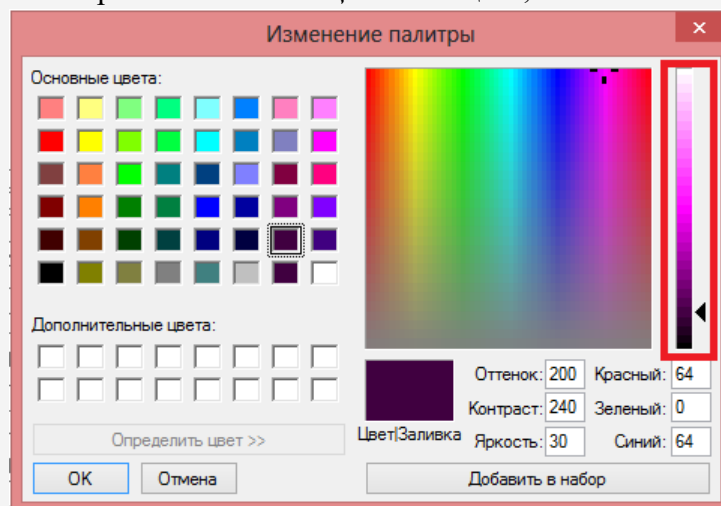 Изменение палитры
×
Основные цвета:
Дополнительные цвета:
Определить цвет >>
OK
Отмена
Цвет|Заливка
Оттенок: 200
Красный: 64
Контраст: 240
Зеленый: 0
Яркость: 30
Синий: 64
Добавить в набор